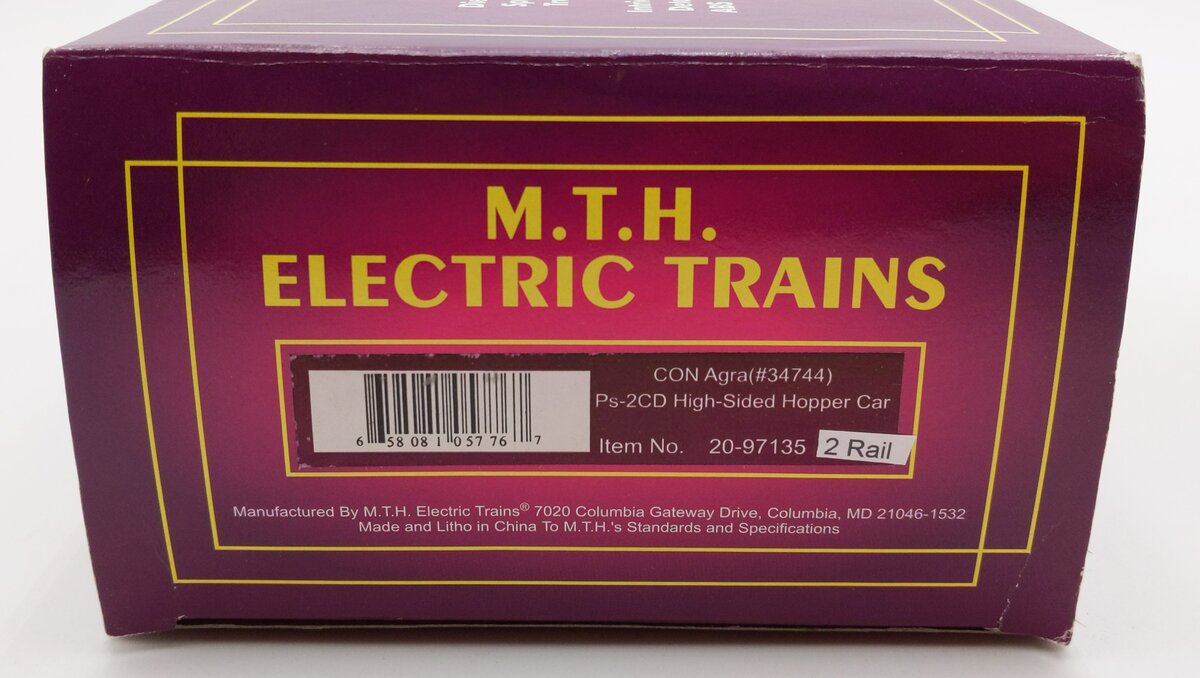 M.T.H.
ELECTRIC TRAINS
CON Agra(#34744)
Ps-2CD High-Sided Hopper Car
Item No. 20-97135 2 Rail
6 58081 05776 7
Manufactured By M.T.H. Electric Trains® 7020 Columbia Gateway Drive, Columbia, MD 21046-1532
Made and Litho in China To M.T.H.'s Standards and Specifications